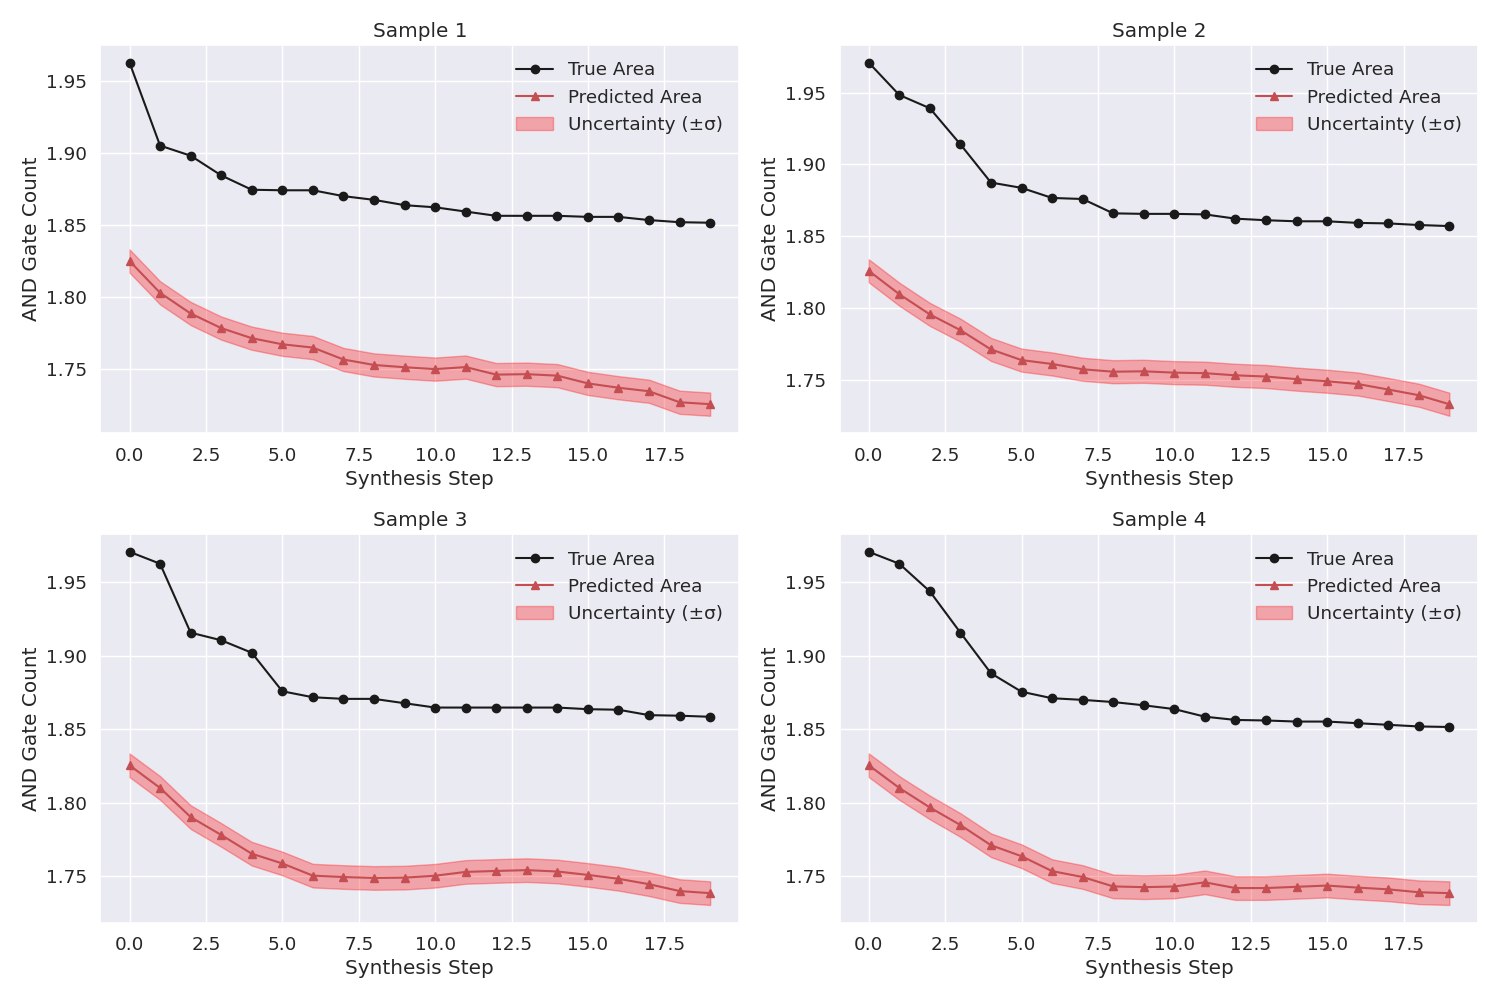 Sample 1
True Area
Predicted Area
Uncertainty (±σ)
AND Gate Count
1.95
1.90
1.85
1.80
1.75
0.0 2.5 5.0 7.5 10.0 12.5 15.0 17.5
Synthesis Step
Sample 2
True Area
Predicted Area
Uncertainty (±σ)
AND Gate Count
1.95
1.90
1.85
1.80
1.75
0.0 2.5 5.0 7.5 10.0 12.5 15.0 17.5
Synthesis Step
Sample 3
True Area
Predicted Area
Uncertainty (±σ)
AND Gate Count
1.95
1.90
1.85
1.80
1.75
0.0 2.5 5.0 7.5 10.0 12.5 15.0 17.5
Synthesis Step
Sample 4
True Area
Predicted Area
Uncertainty (±σ)
AND Gate Count
1.95
1.90
1.85
1.80
1.75
0.0 2.5 5.0 7.5 10.0 12.5 15.0 17.5
Synthesis Step